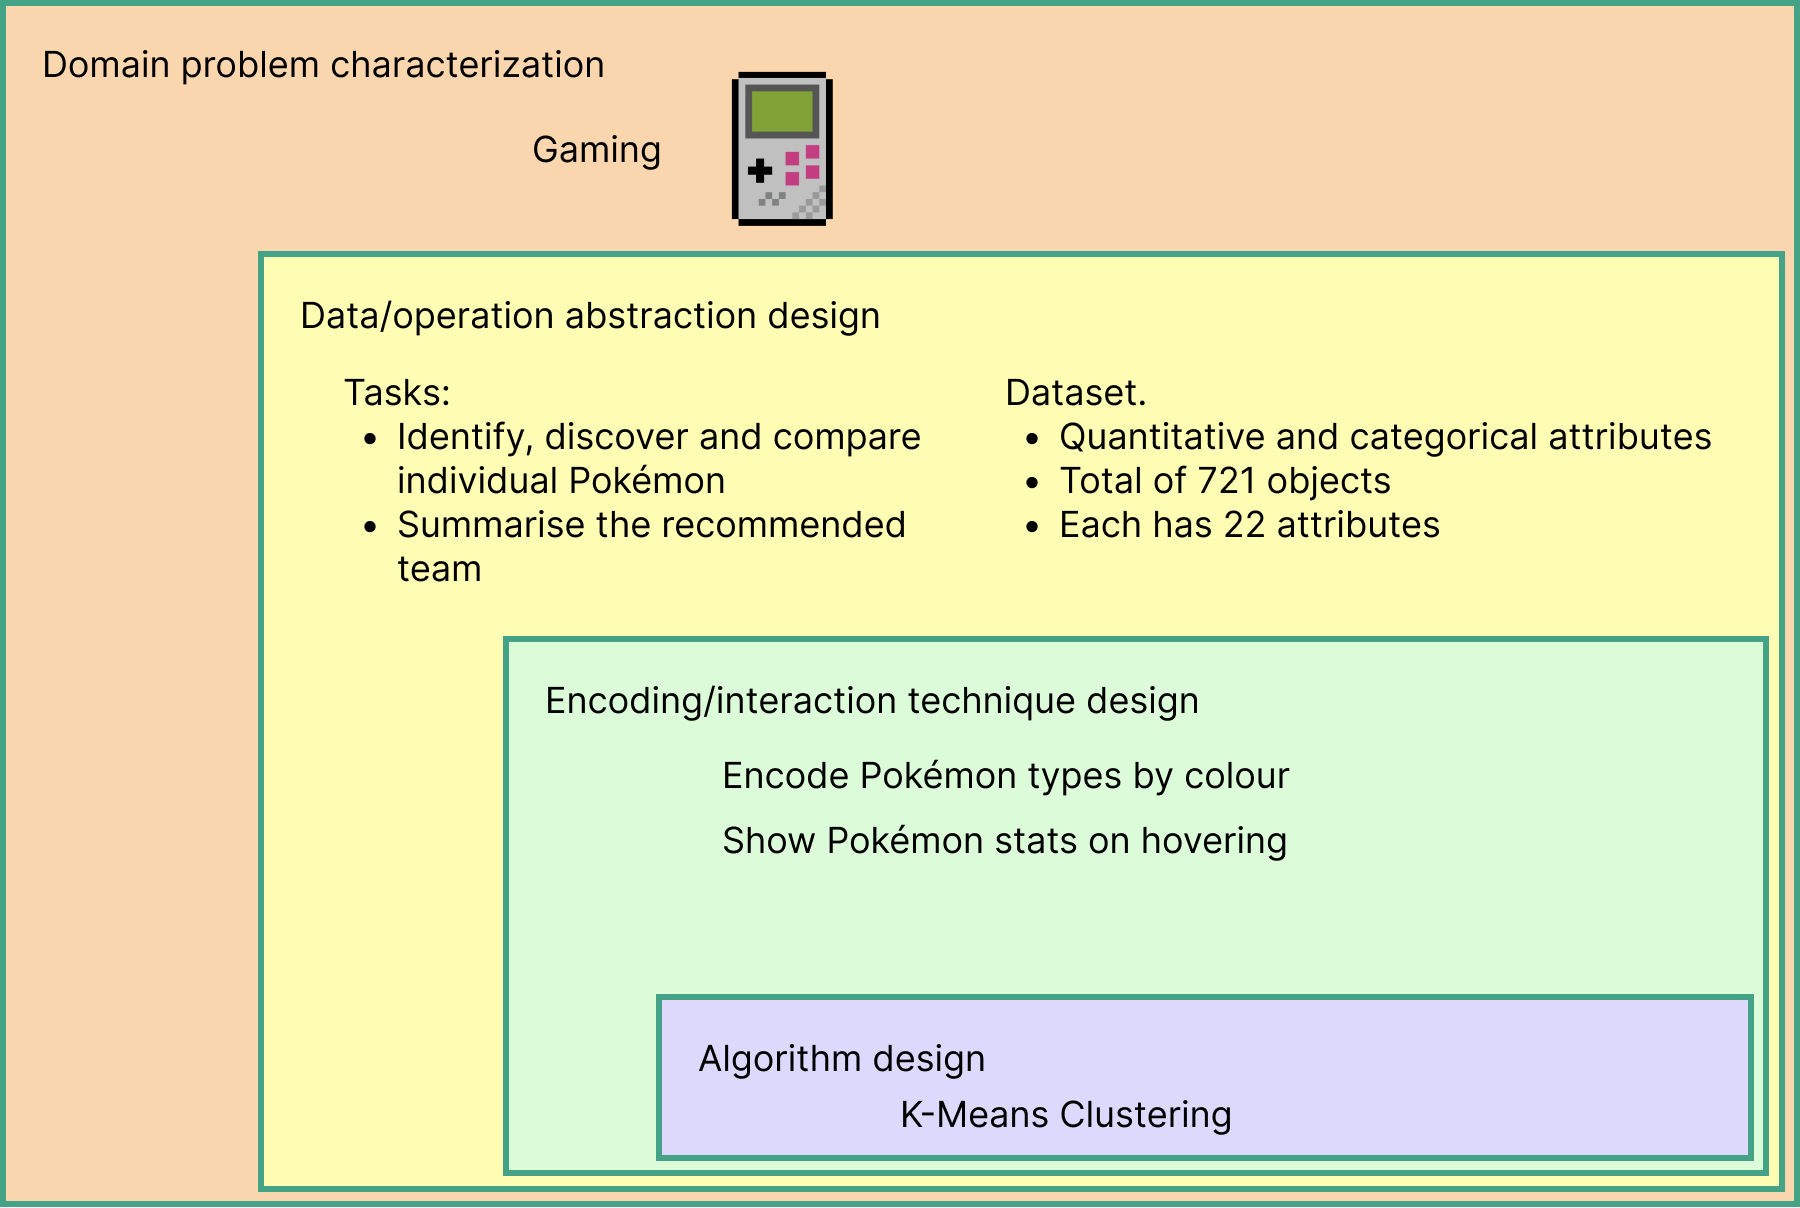 Domain problem characterization
Gaming
Data/operation abstraction design
Tasks:
• Identify, discover and compare
individual Pokémon
• Summarise the recommended
team
Dataset.
• Quantitative and categorical attributes
• Total of 721 objects
• Each has 22 attributes
Encoding/interaction technique design
Encode Pokémon types by colour
Show Pokémon stats on hovering
Algorithm design
K-Means Clustering